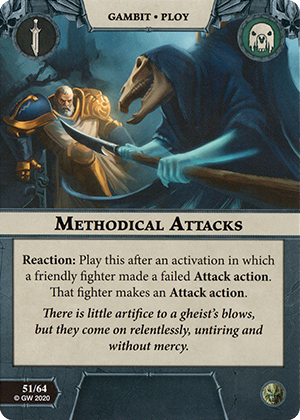 GAMBIT • PLOY
METHODICAL ATTACKS
Reaction: Play this after an activation in which
a friendly fighter made a failed Attack action.
That fighter makes an Attack action.
There is little artifice to a gheist's blows,
but they come on relentlessly, untiring and
without mercy.
51/64
© GW 2020